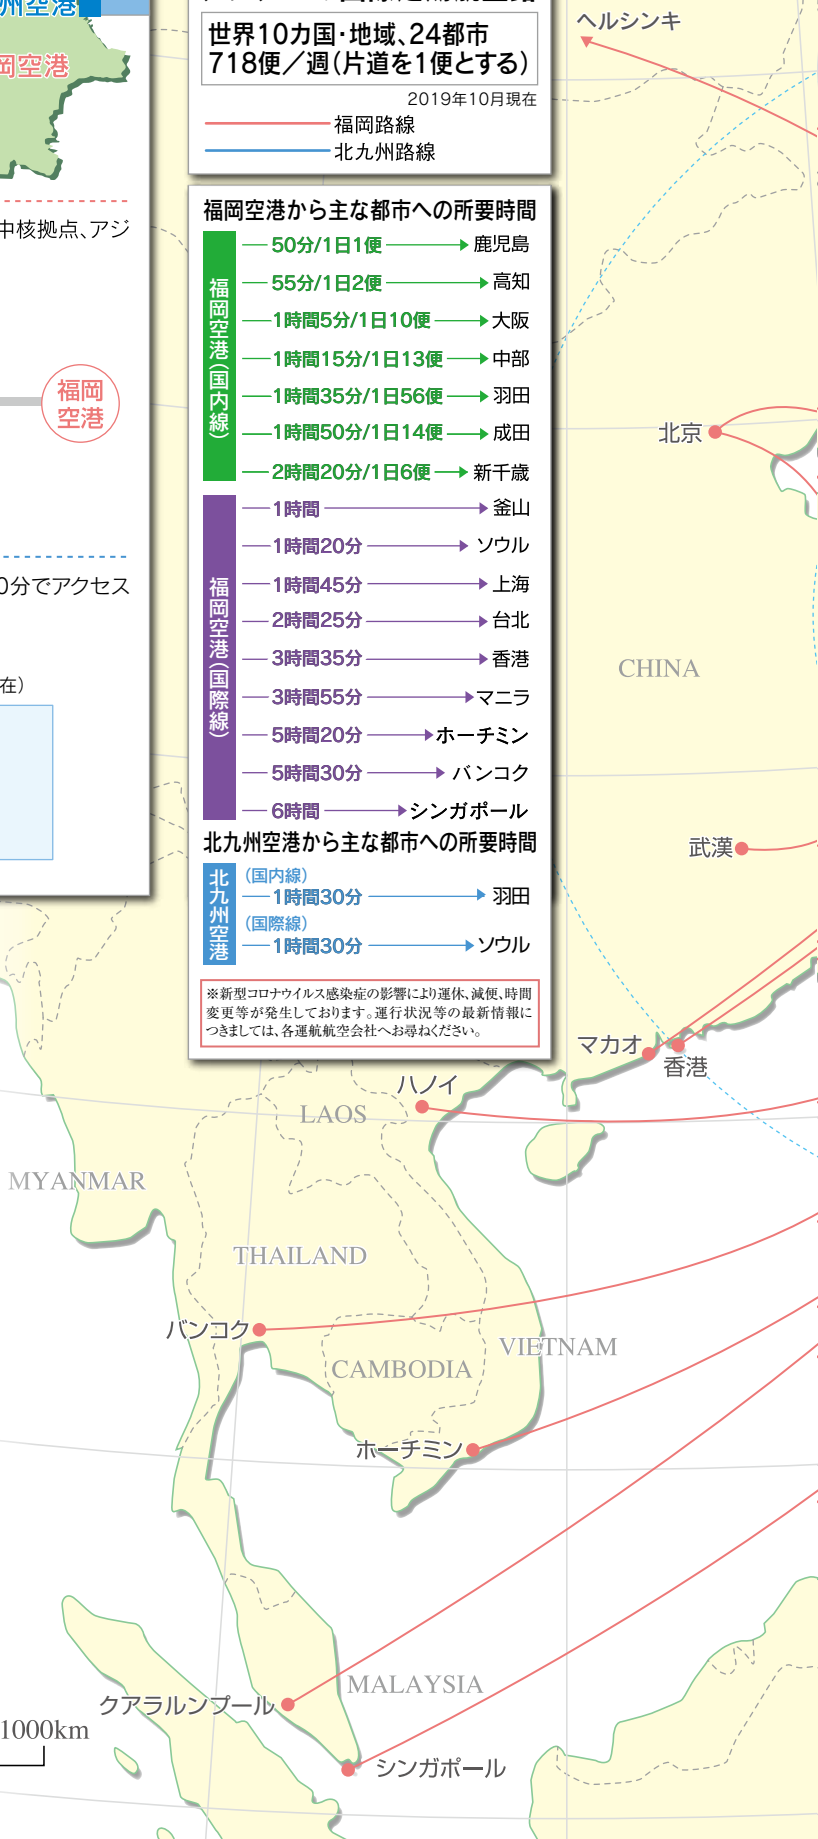 州空港
岡空港
中核拠点、アジ
福岡
空港
0分でアクセス
在）
世界10カ国・地域、24都市
718便／週（片道を1便とする）
2019年10月現在
福岡路線
北九州路線
福岡空港から主な都市への所要時間
福岡空港（国内線）
50分/1日1便 鹿児島
55分/1日2便 高知
1時間5分/1日10便 大阪
1時間15分/1日13便 中部
1時間35分/1日56便 羽田
1時間50分/1日14便 成田
2時間20分/1日6便 新千歳
福岡空港（国際線）
1時間 釜山
1時間20分 ソウル
1時間45分 上海
2時間25分 台北
3時間35分 香港
3時間55分 マニラ
5時間20分 ホーチミン
5時間30分 バンコク
6時間 シンガポール
北九州空港から主な都市への所要時間
北九州空港
（国内線）
1時間30分 羽田
（国際線）
1時間30分 ソウル
※新型コロナウイルス感染症の影響により運休、減便、時間
変更等が発生しております。運行状況等の最新情報に
つきましては、各運航航空会社へお尋ねください。
ヘルシンキ
北京
CHINA
武漢
マカオ
香港
ハノイ
LAOS
MYANMAR
THAILAND
バンコク
VIETNAM
CAMBODIA
ホーチミン
MALAYSIA
クアラルンプール
1000km
シンガポール